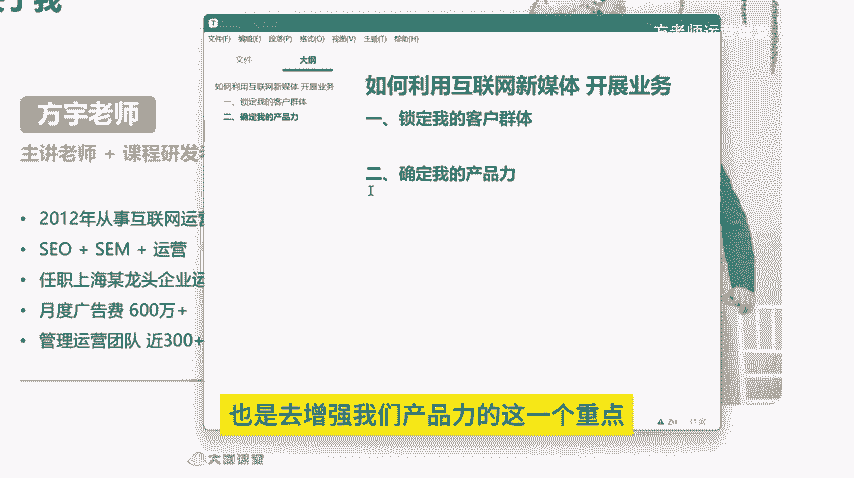 关于我
方老师运营
文件(F) 编辑(E) 段落(P) 格式(O) 视图(V) 主题(T) 帮助(H)
文件 大纲
如何利用互联网新媒体 开展业务
一、锁定我的客户群体
二、确定我的产品力
如何利用互联网新媒体 开展业务
一、锁定我的客户群体
二、确定我的产品力
方宇老师
主讲老师 + 课程研发
• 2012年从事互联网运
• SEO + SEM + 运营
• 任职上海某龙头企业运
• 月度广告费 600万+
• 管理运营团队 近300+
也是去增强我们产品力的这一个重点